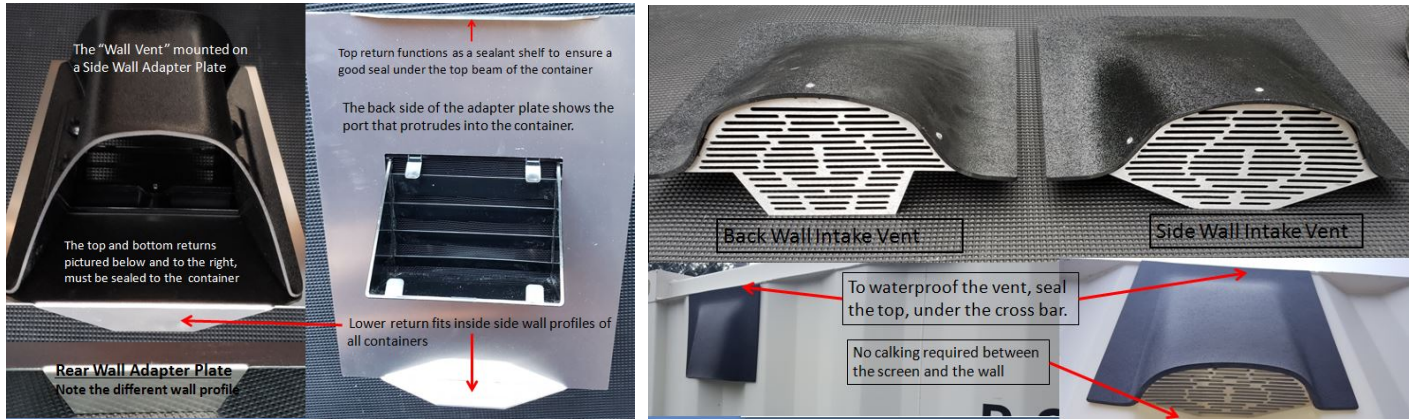 The “Wall Vent” mounted on
a Side Wall Adapter Plate
The top and bottom returns
pictured below and to the right,
must be sealed to the container
Rear Wall Adapter Plate
Note the different wall profile
Top return functions as a sealant shelf to ensure a
good seal under the top beam of the container
The back side of the adapter plate shows the
port that protrudes into the container.
Lower return fits inside side wall profiles of
all containers
Back Wall Intake Vent
Side Wall Intake Vent
To waterproof the vent, seal
the top, under the cross bar.
No calking required between
the screen and the wall